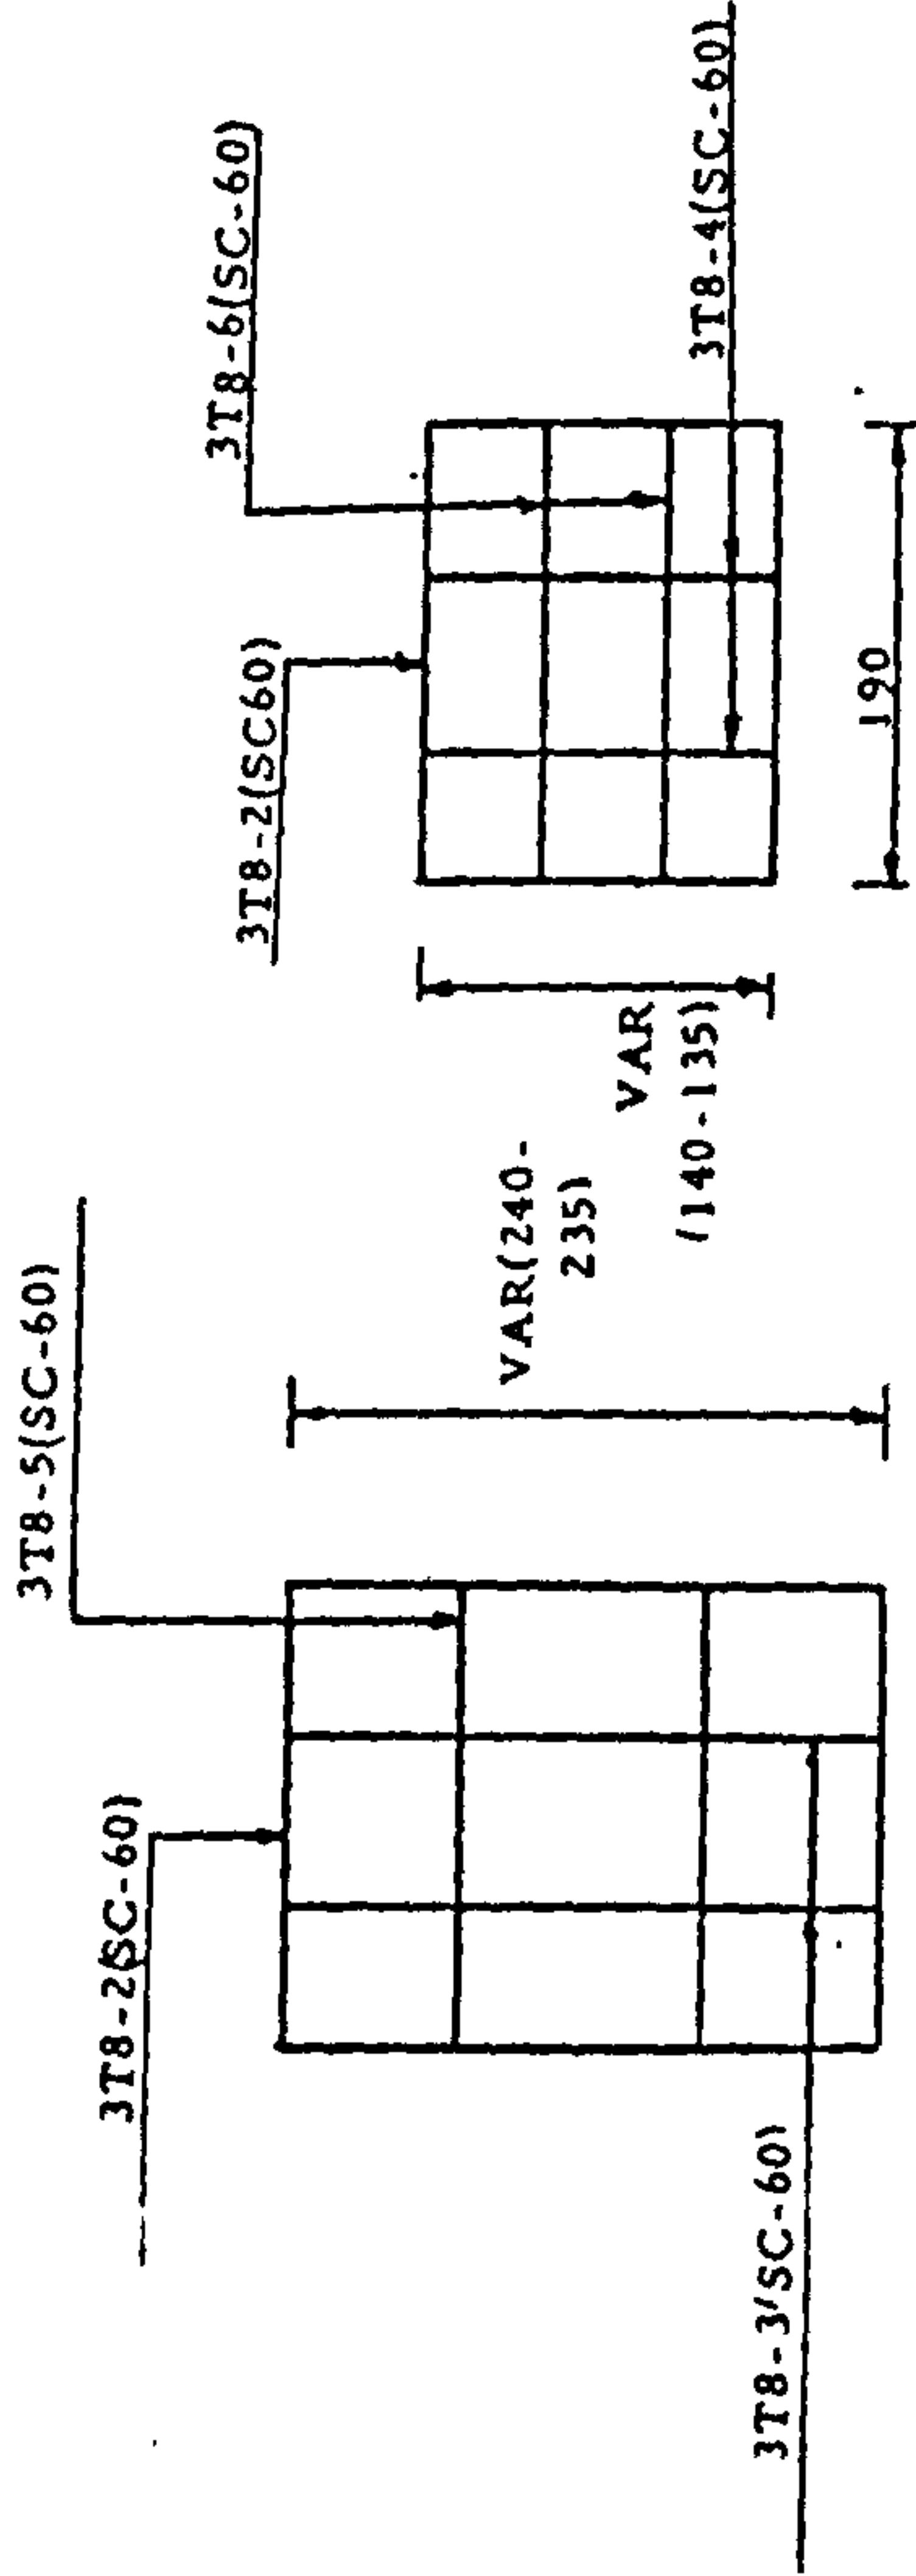 3T8-5(SC-60)
3T8-2(SC-60)
3T8-3'SC-60)
VAR(240-
235)
3T8-6(SC-60)
3T8-2(SC60)
3T8-4(SC-60)
VAR
(140-135)
190